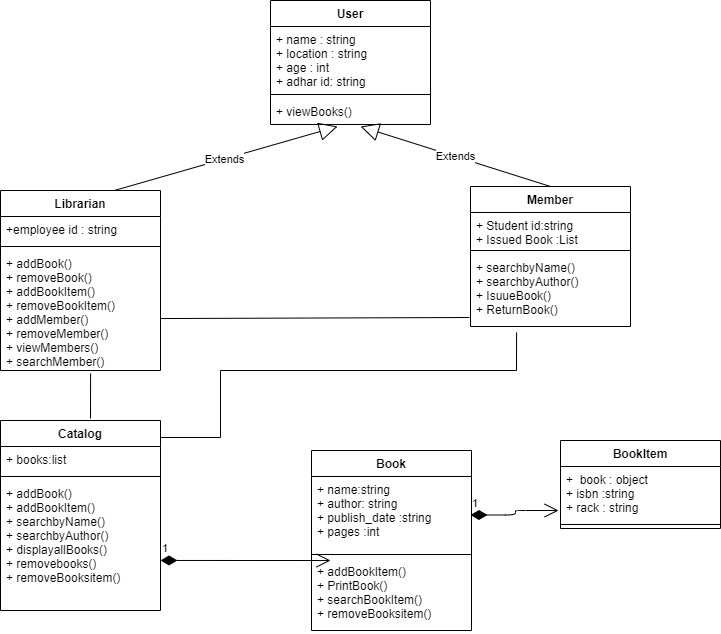 User
+ name : string
+ location : string
+ age : int
+ adhar id: string
+ viewBooks()
Extends
Extends
Librarian
+employee id : string
+ addBook()
+ removeBook()
+ addBookItem()
+ removeBookItem()
+ addMember()
+ removeMember()
+ viewMembers()
+ searchMember()
Member
+ Student id:string
+ Issued Book :List
+ searchbyName()
+ searchbyAuthor()
+ IsuueBook()
+ ReturnBook()
Catalog
+ books:list
+ addBook()
+ addBookItem()
+ searchbyName()
+ searchbyAuthor()
+ displayallBooks()
+ removebooks()
+ removeBooksitem()
1
Book
+ name:string
+ author: string
+ publish_date :string
+ pages :int
+ addBookItem()
+ PrintBook()
+ searchBookItem()
+ removeBooksitem()
1
BookItem
+ book : object
+ isbn :string
+ rack : string